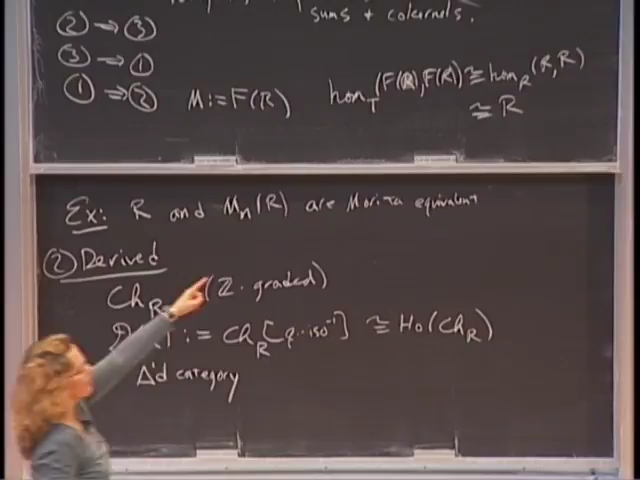 sums & cokernels.
② → ③
③ → ①
① ⇒ ②
M := F(R)
hom_T(F(R), F(R)) ≅ hom_R(R, R)
≅ R
Ex: R and M_n(R) are Morita equivalent
② Derived
Ch_R (ℤ-graded)
:= Ch_R[q-iso⁻¹] ≅ Ho(Ch_R)
Δ'd category